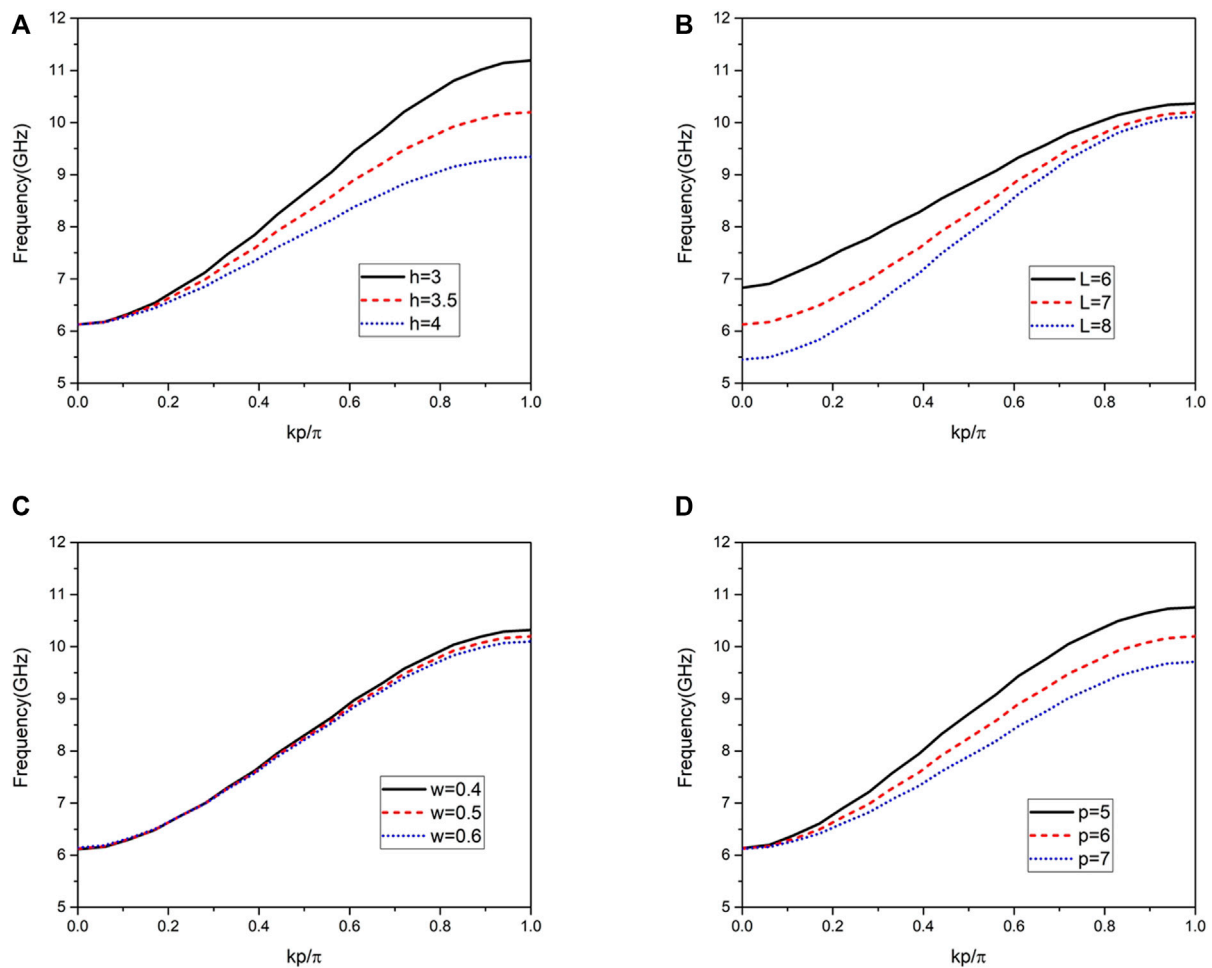 A
Frequency(GHz)
12
11
10
9
8
7
6
5
h=3
h=3.5
h=4
0.0 0.2 0.4 0.6 0.8 1.0
kp/π
B
Frequency(GHz)
12
11
10
9
8
7
6
5
L=6
L=7
L=8
0.0 0.2 0.4 0.6 0.8 1.0
kp/π
C
Frequency(GHz)
12
11
10
9
8
7
6
5
w=0.4
w=0.5
w=0.6
0.0 0.2 0.4 0.6 0.8 1.0
kp/π
D
Frequency(GHz)
12
11
10
9
8
7
6
5
p=5
p=6
p=7
0.0 0.2 0.4 0.6 0.8 1.0
kp/π